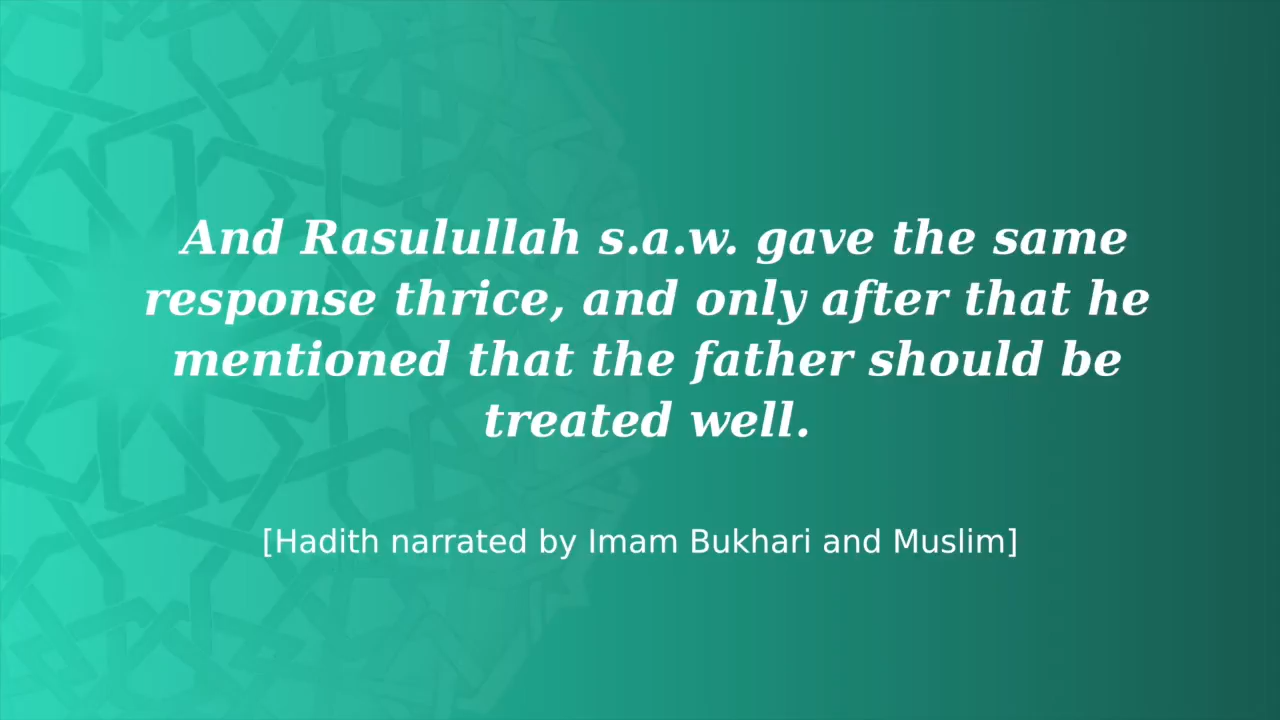 And Rasulullah s.a.w. gave the same
response thrice, and only after that he
mentioned that the father should be
treated well.
[Hadith narrated by Imam Bukhari and Muslim]